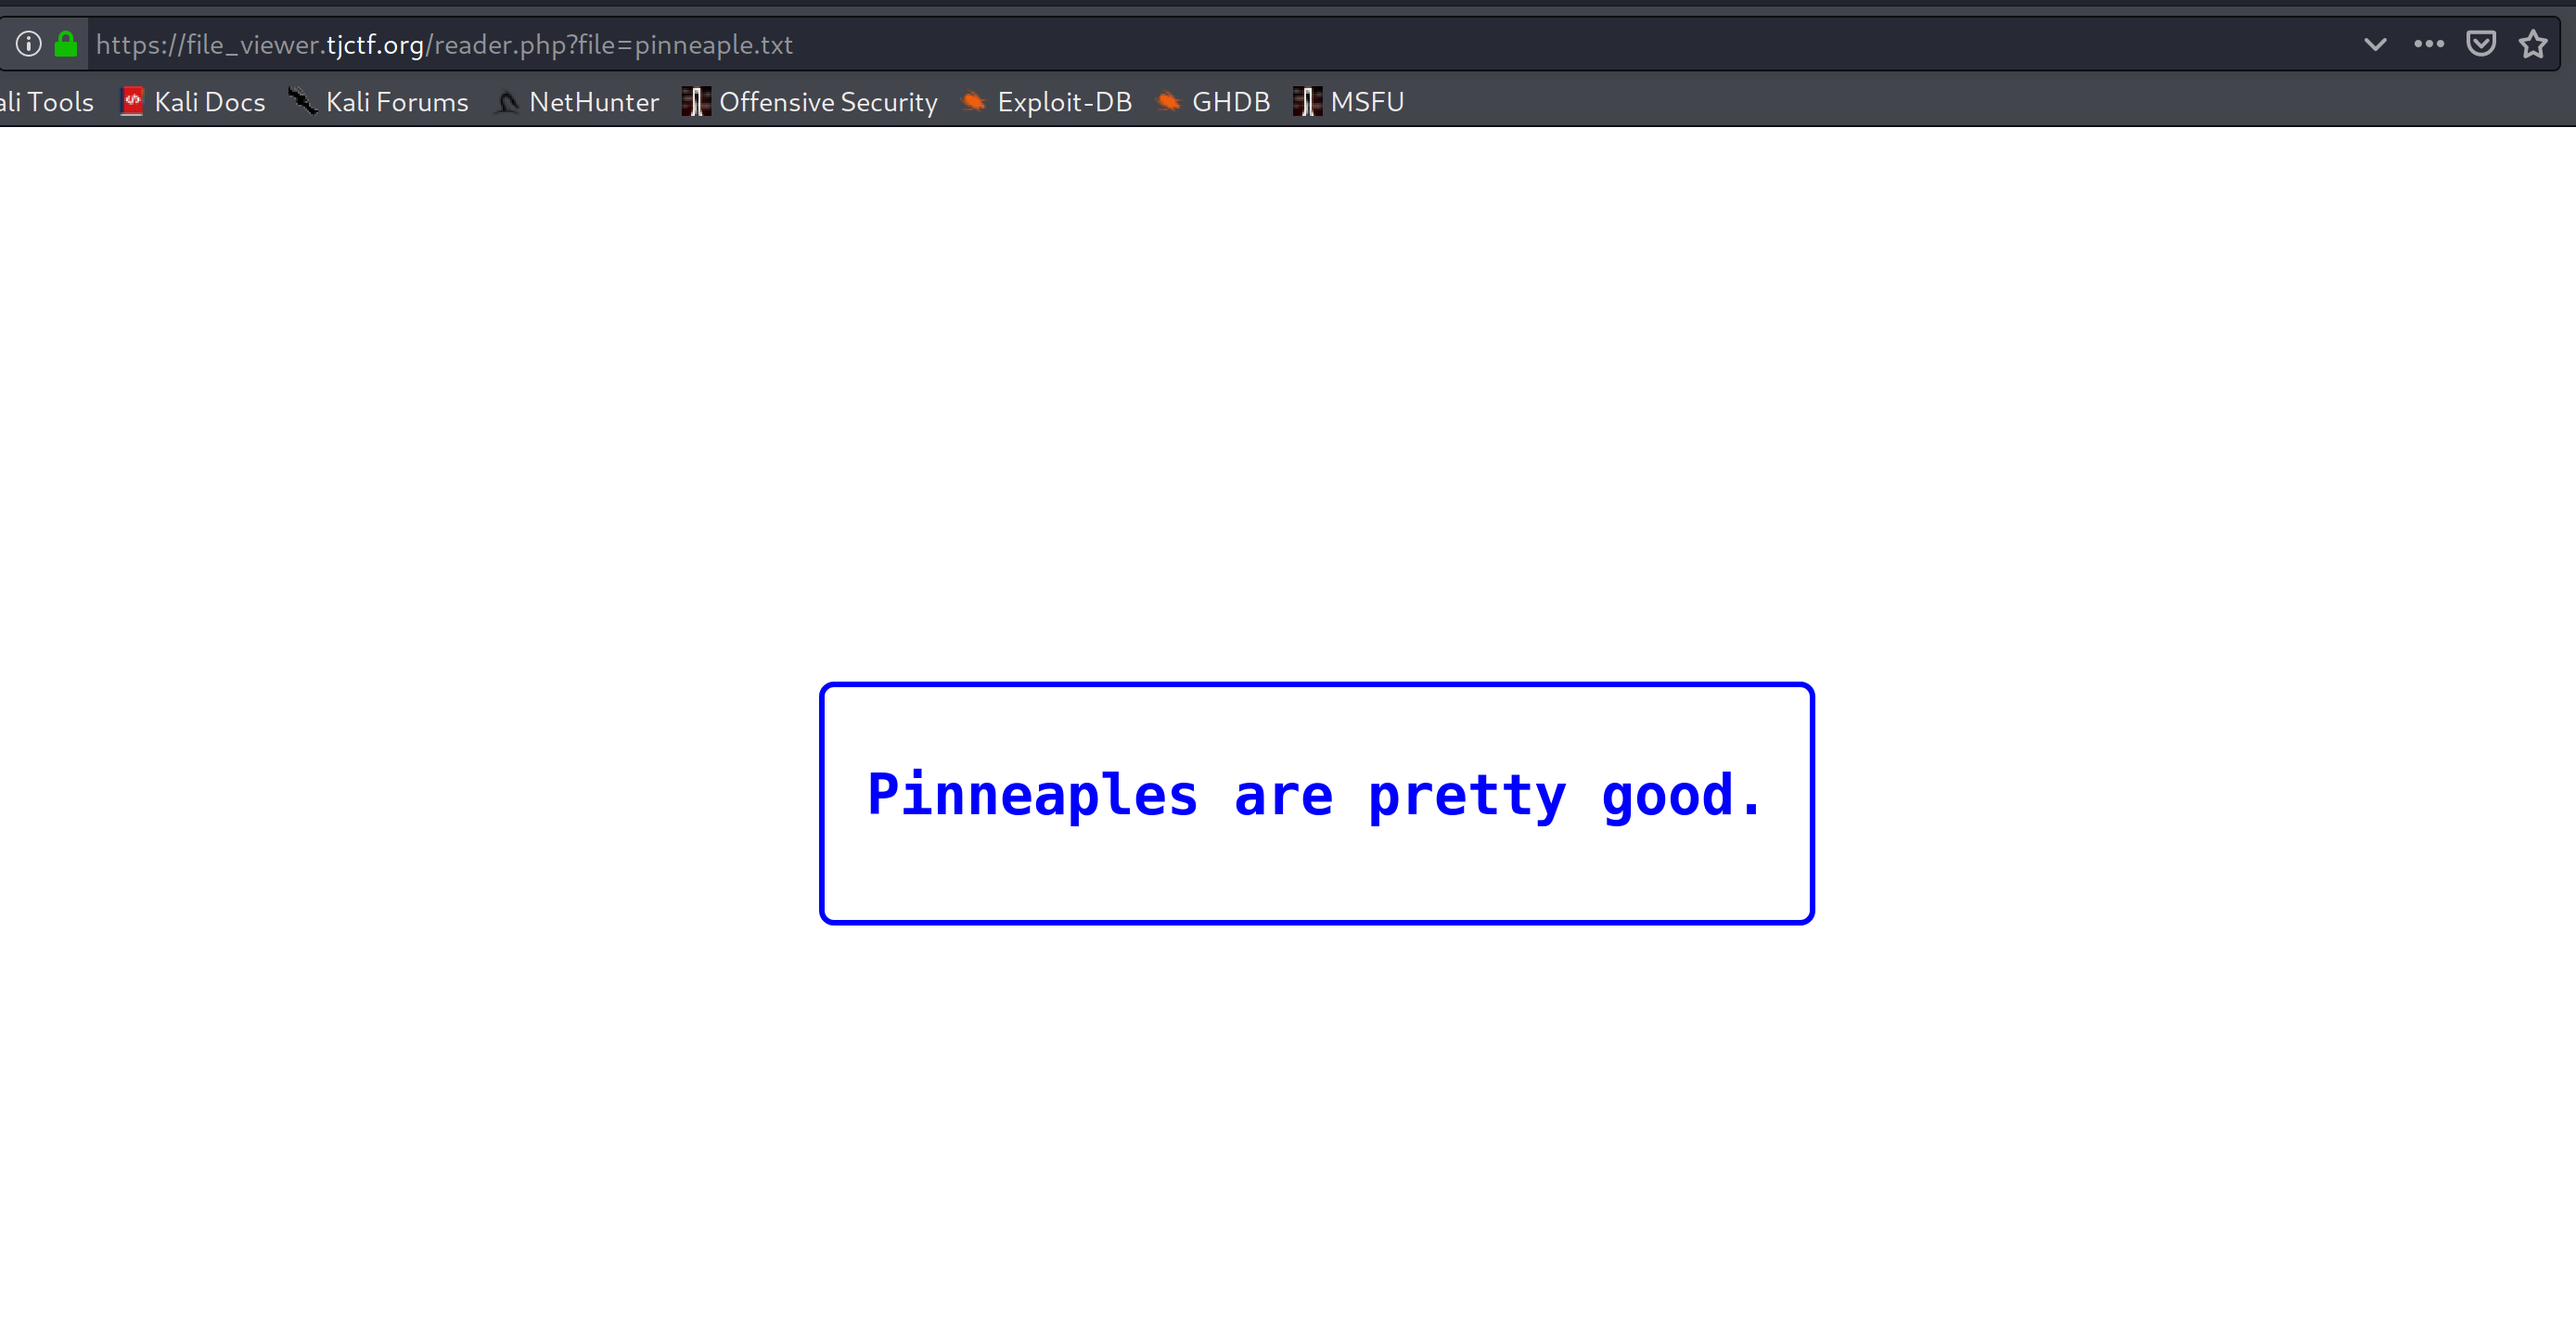 https://file_viewer.tjctf.org/reader.php?file=pinneaple.txt
ali Tools Kali Docs Kali Forums NetHunter Offensive Security Exploit-DB GHDB MSFU
Pinneaples are pretty good.